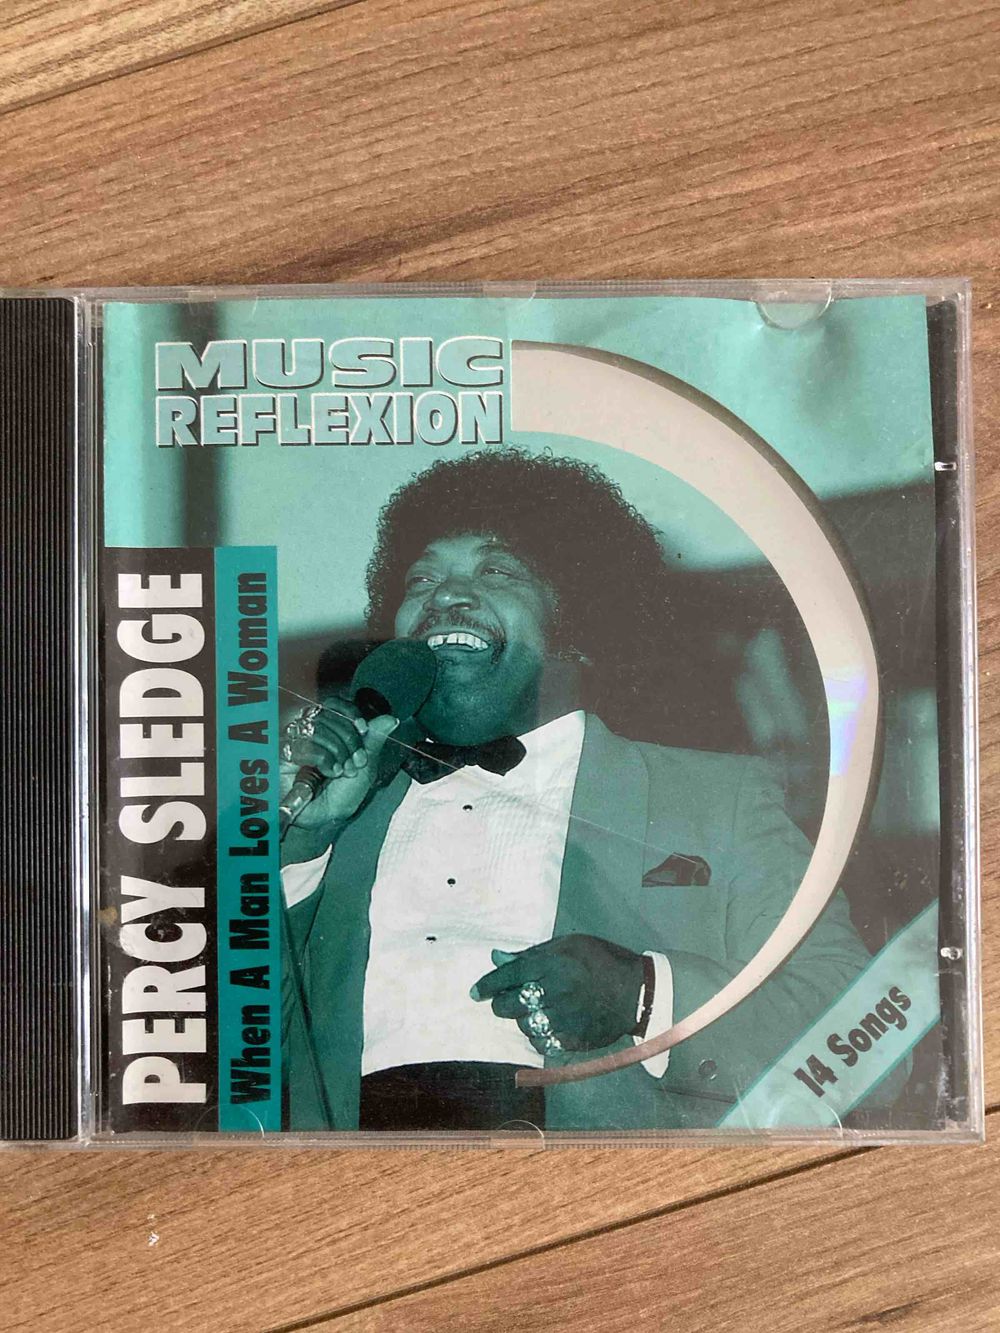 MUSIC
REFLEXION
PERCY SLEDGE
When A Man Loves A Woman
14 Songs